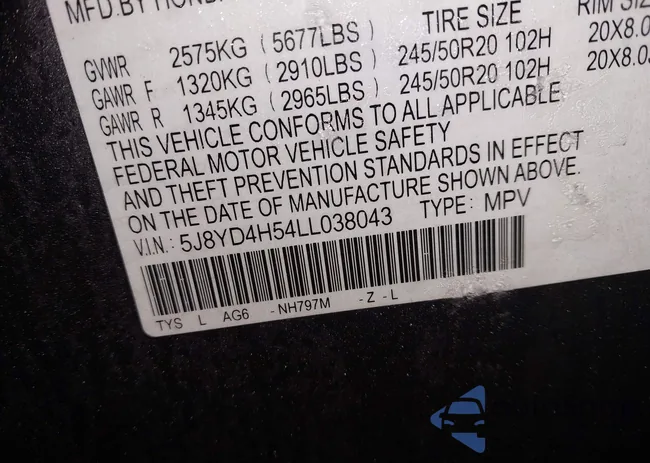 MFD. BY HONDA
TIRE SIZE RIM SIZE
GVWR 2575KG (5677LBS)
GAWR F 1320KG (2910LBS) 245/50R20 102H 20X8.0
GAWR R 1345KG (2965LBS) 245/50R20 102H 20X8.0
THIS VEHICLE CONFORMS TO ALL APPLICABLE
FEDERAL MOTOR VEHICLE SAFETY
AND THEFT PREVENTION STANDARDS IN EFFECT
ON THE DATE OF MANUFACTURE SHOWN ABOVE.
V.I.N.: 5J8YD4H54LL038043 TYPE: MPV
TYS L AG6 -NH797M -Z -L